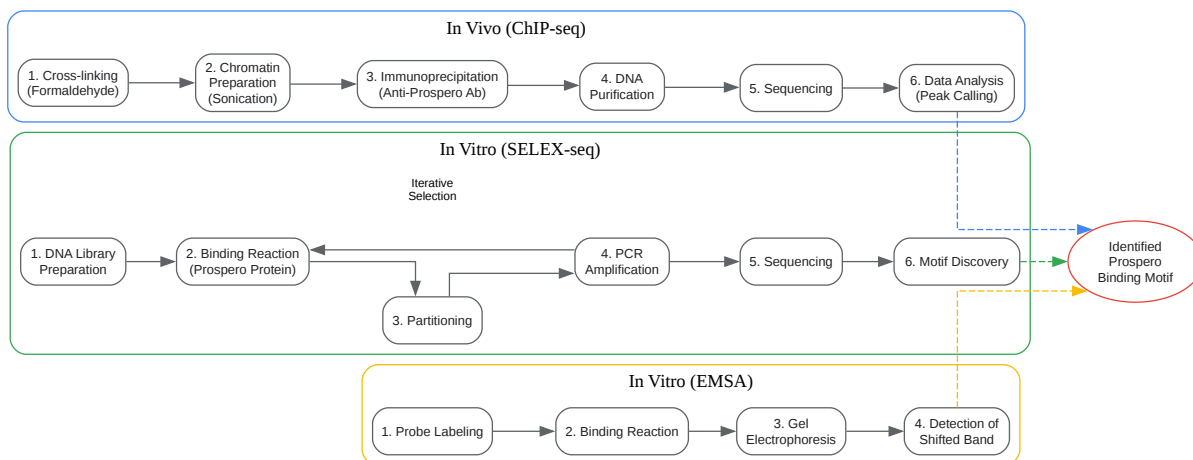 In Vivo (ChIP-seq)
1. Cross-linking
(Formaldehyde)
2. Chromatin
Preparation
(Sonication)
3. Immunoprecipitation
(Anti-Prospero Ab)
4. DNA
Purification
5. Sequencing
6. Data Analysis
(Peak Calling)
In Vitro (SELEX-seq)
Iterative
Selection
1. DNA Library
Preparation
2. Binding Reaction
(Prospero Protein)
3. Partitioning
4. PCR
Amplification
5. Sequencing
6. Motif Discovery
Identified
Prospero
Binding Motif
In Vitro (EMSA)
1. Probe Labeling
2. Binding Reaction
3. Gel
Electrophoresis
4. Detection of
Shifted Band